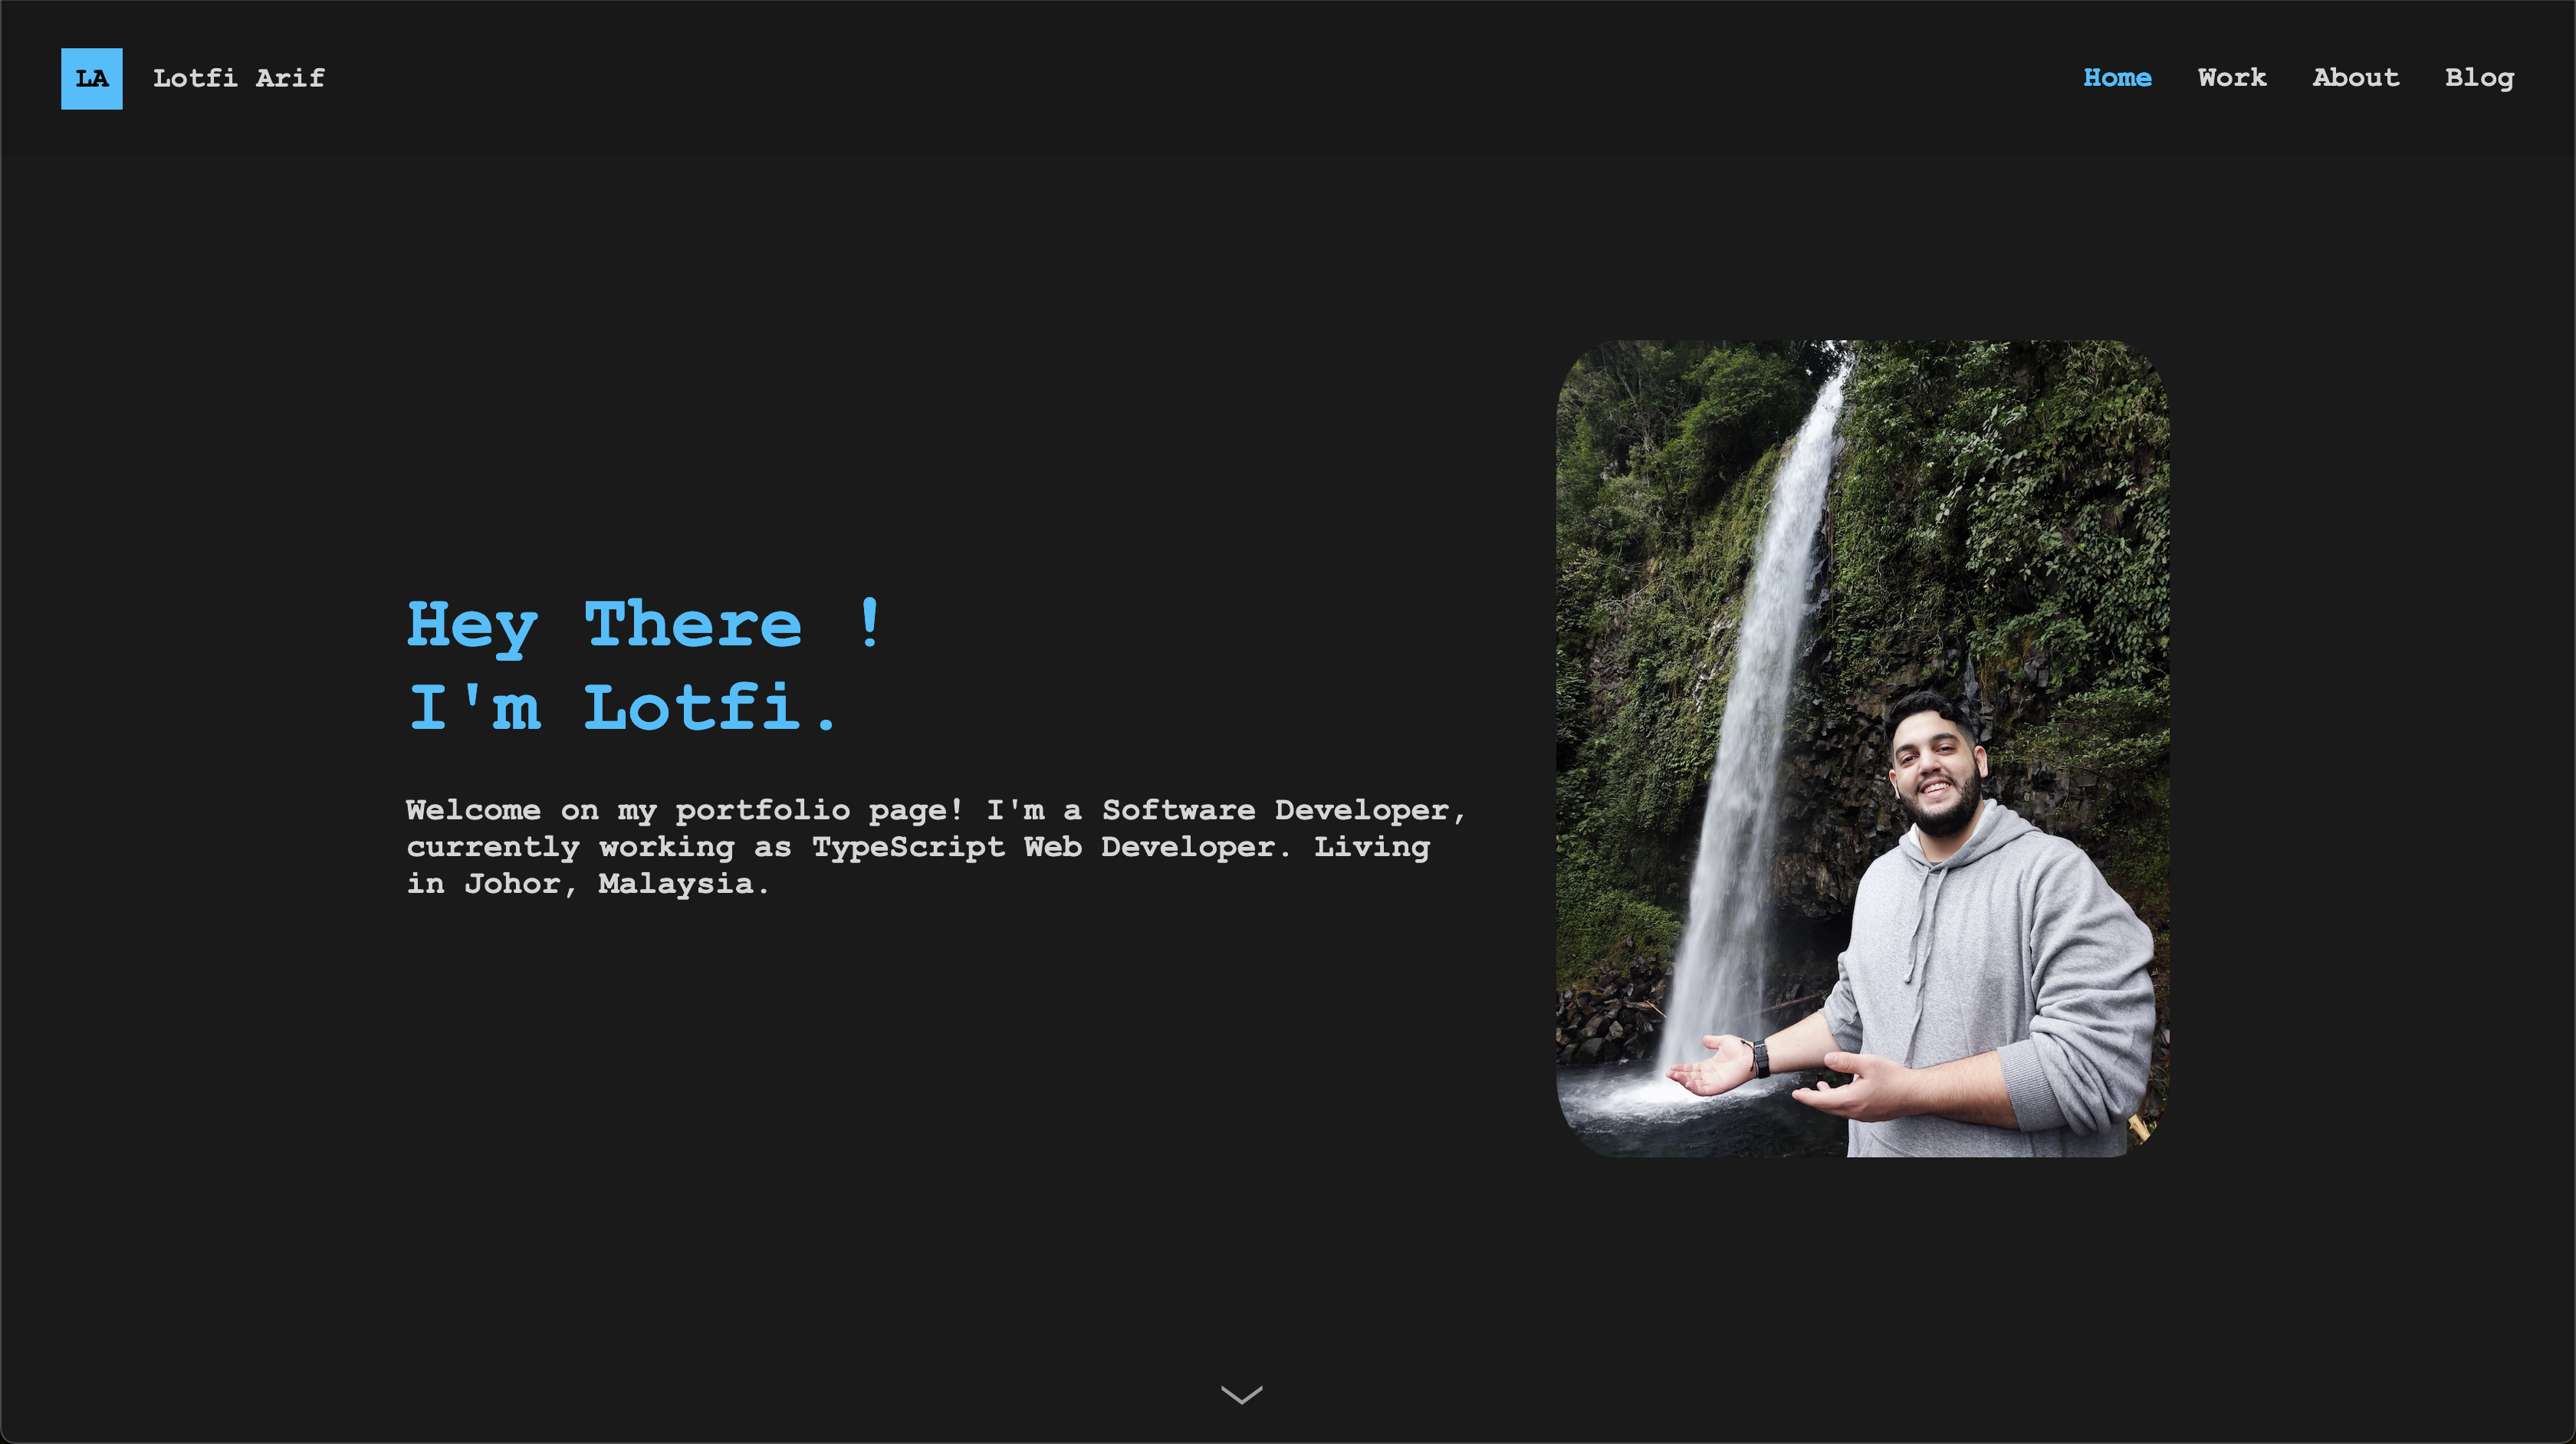 LA Lotfi Arif
Home Work About Blog
Hey There !
I'm Lotfi.
Welcome on my portfolio page! I'm a Software Developer,
currently working as TypeScript Web Developer. Living
in Johor, Malaysia.